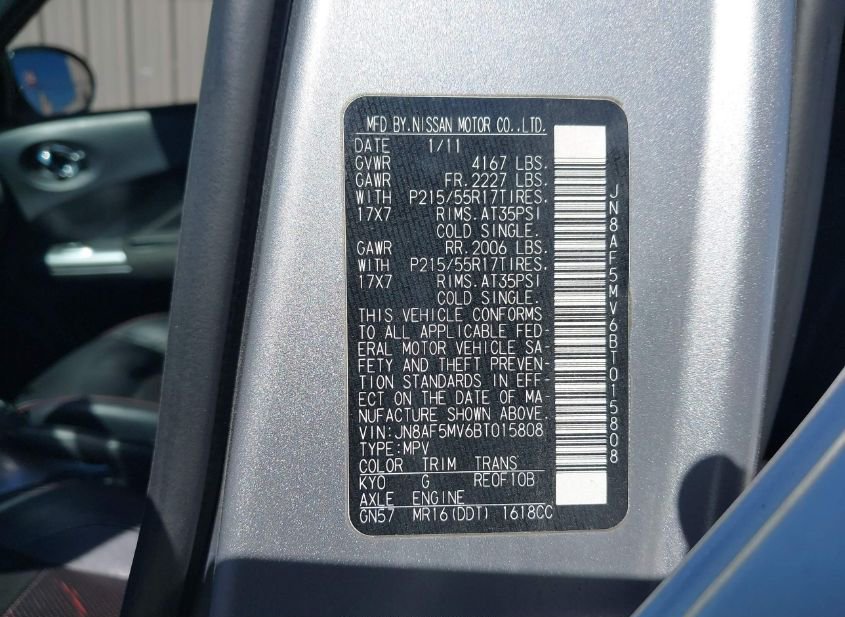 MFD BY.NISSAN MOTOR CO.,LTD.
DATE 1/11
GVWR 4167 LBS.
GAWR FR.2227 LBS.
WITH P215/55R17TIRES.
17X7 RIMS.AT35PSI
COLD SINGLE.
GAWR RR.2006 LBS.
WITH P215/55R17TIRES.
17X7 RIMS.AT35PSI
COLD SINGLE.
THIS VEHICLE CONFORMS
TO ALL APPLICABLE FED-
ERAL MOTOR VEHICLE SA-
FETY AND THEFT PREVEN-
TION STANDARDS IN EFF-
ECT ON THE DATE OF MA-
NUFACTURE SHOWN ABOVE.
VIN:JN8AF5MV6BT015808
TYPE:MPV
COLOR TRIM TRANS
KY0 G RE0F10B
AXLE ENGINE
GN57 MR16(DDT) 1618CC
JN8AF5MV6BT015808